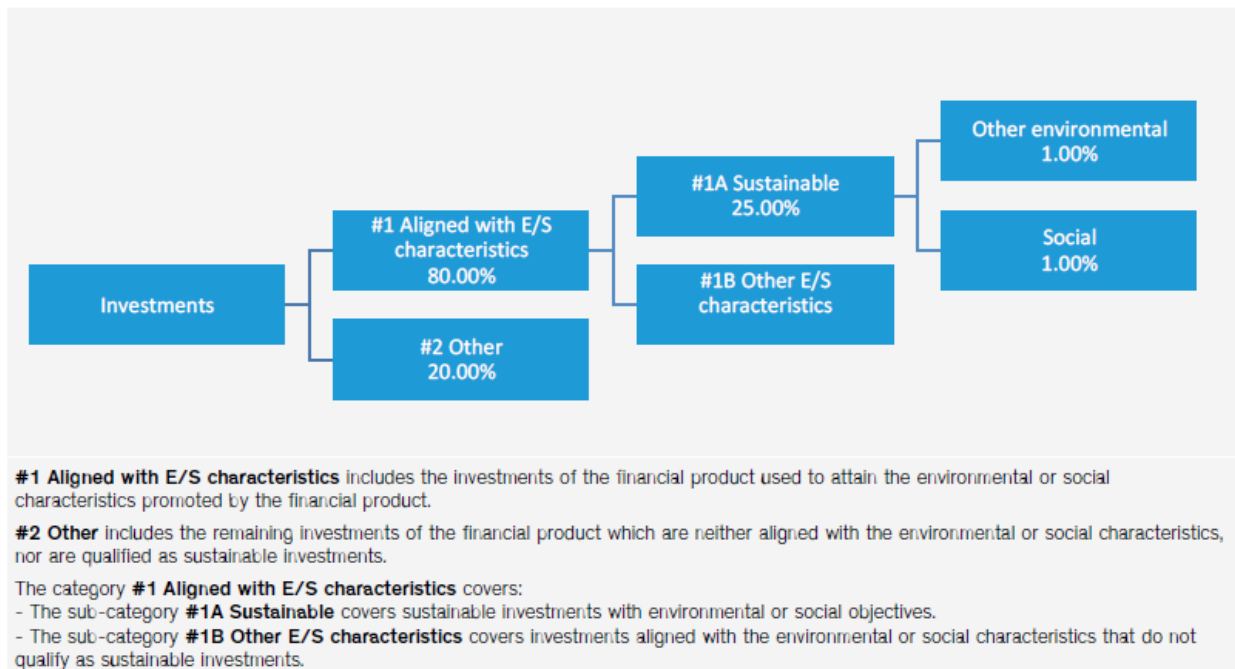 Other environmental
1.00%
#1A Sustainable
25.00%
#1 Aligned with E/S
characteristics
80.00%
Social
1.00%
#1B Other E/S
characteristics
Investments
#2 Other
20.00%
#1 Aligned with E/S characteristics includes the investments of the financial product used to attain the environmental or social
characteristics promoted by the financial product.
#2 Other includes the remaining investments of the financial product which are neither aligned with the environmental or social characteristics,
nor are qualified as sustainable investments.
The category #1 Aligned with E/S characteristics covers:
- The sub-category #1A Sustainable covers sustainable investments with environmental or social objectives.
- The sub-category #1B Other E/S characteristics covers investments aligned with the environmental or social characteristics that do not
qualify as sustainable investments.